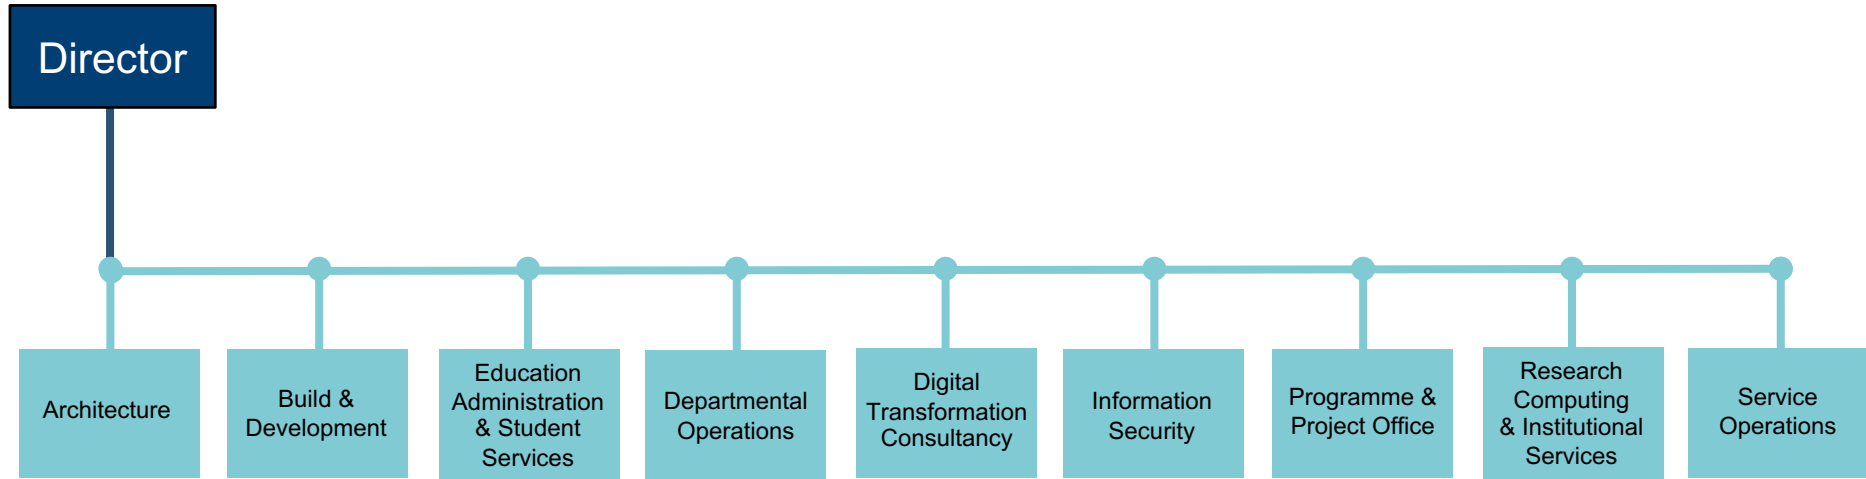 Director
Architecture
Build &
Development
Education
Administration
& Student
Services
Departmental
Operations
Digital
Transformation
Consultancy
Information
Security
Programme &
Project Office
Research
Computing
& Institutional
Services
Service
Operations